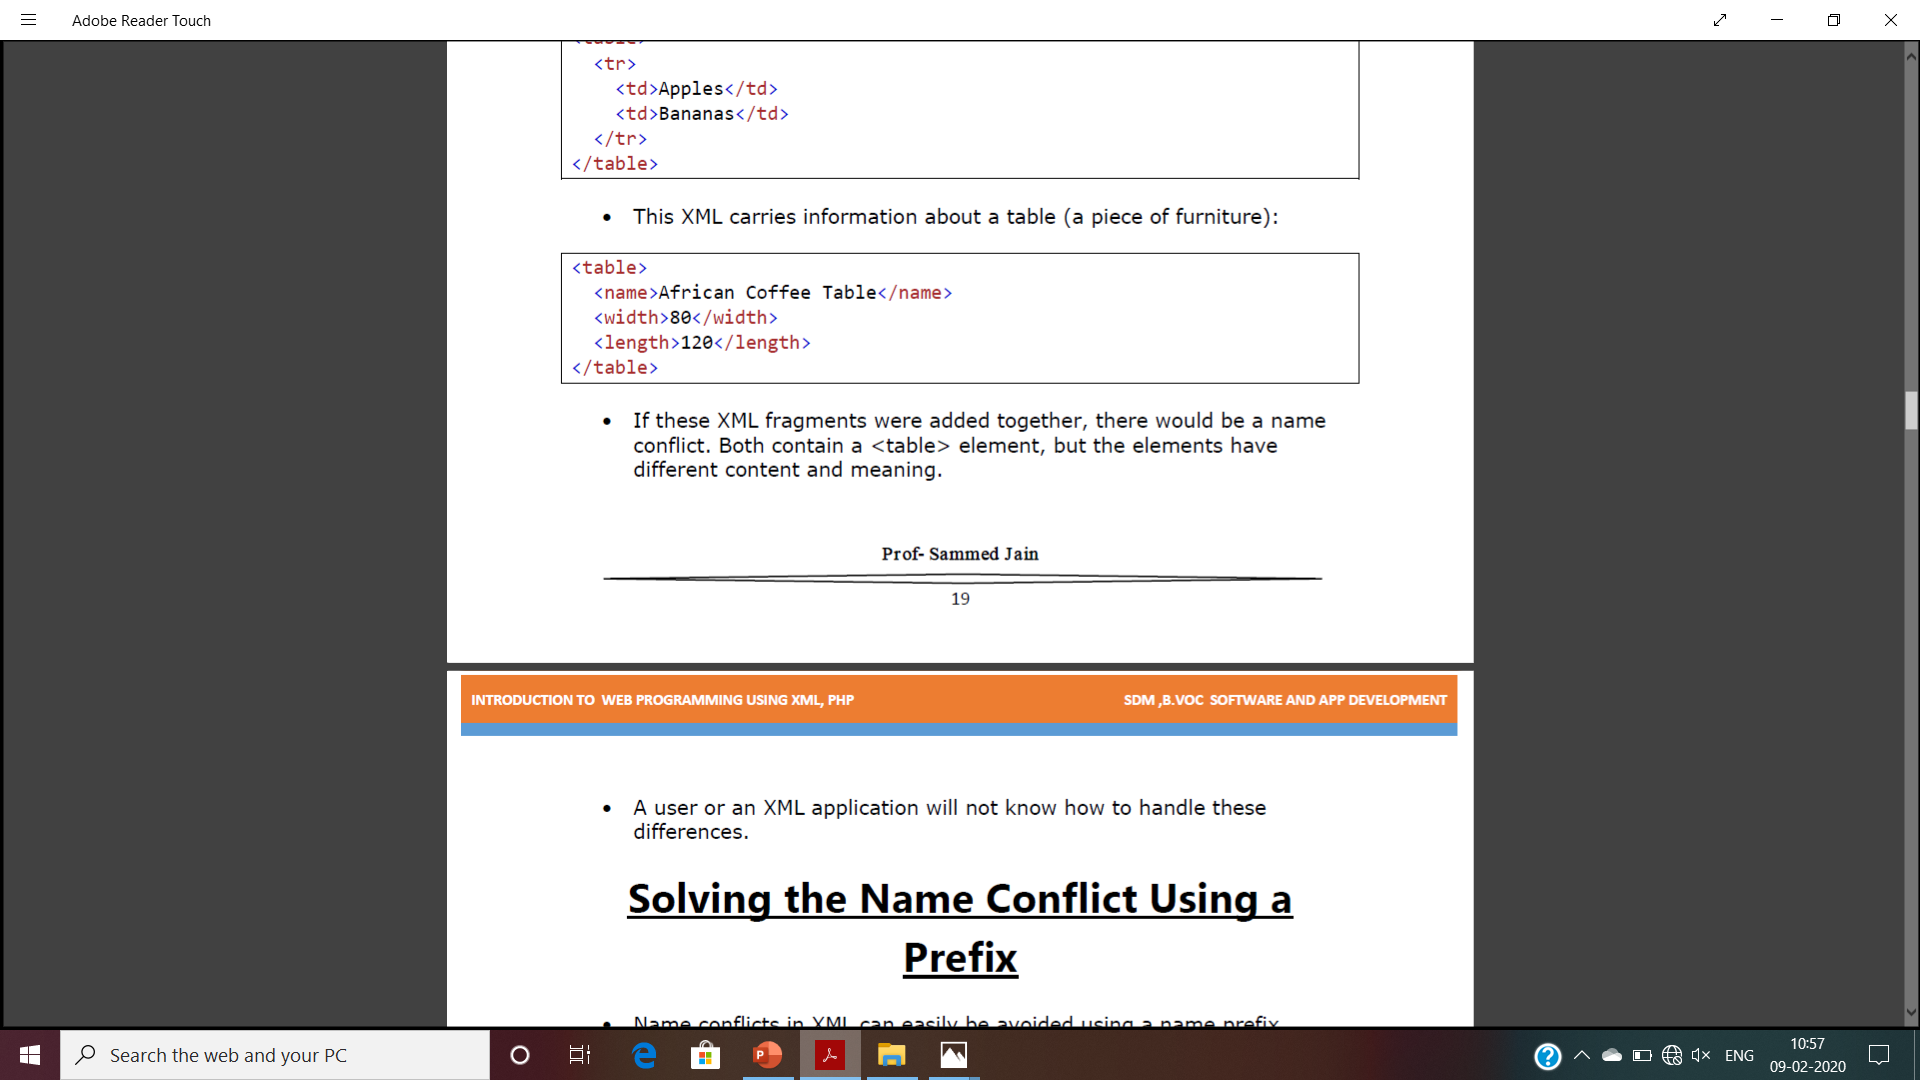 Adobe Reader Touch
<table>
<tr>
<td>Apples</td>
<td>Bananas</td>
</tr>
</table>
• This XML carries information about a table (a piece of furniture):
<table>
<name>African Coffee Table</name>
<width>80</width>
<length>120</length>
</table>
• If these XML fragments were added together, there would be a name
conflict. Both contain a <table> element, but the elements have
different content and meaning.
Prof- Sammed Jain
19
INTRODUCTION TO WEB PROGRAMMING USING XML, PHP
SDM ,B.VOC SOFTWARE AND APP DEVELOPMENT
• A user or an XML application will not know how to handle these
differences.
Solving the Name Conflict Using a
Prefix
• Name conflicts in XML can easily be avoided using a name prefix.
Search the web and your PC
ENG
10:57
09-02-2020